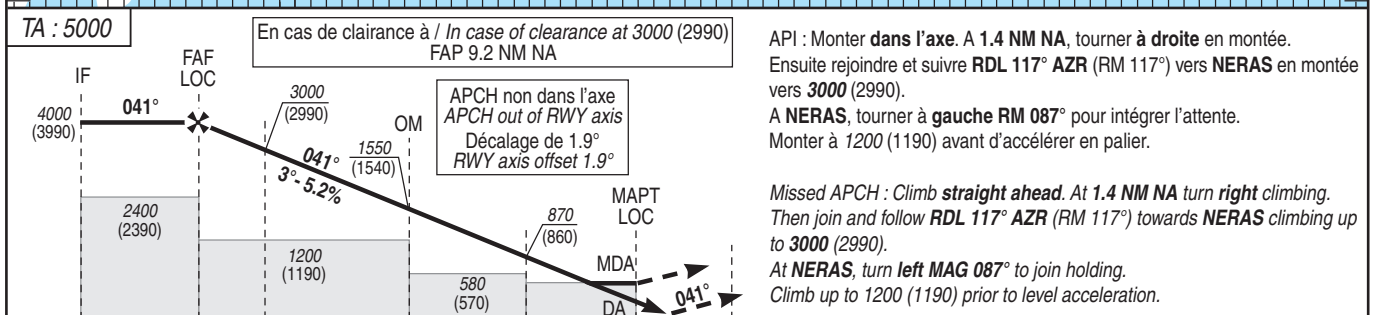 TA : 5000
En cas de clairance à / In case of clearance at 3000 (2990)
FAP 9.2 NM NA
IF
FAF
LOC
4000
(3990)
041°
3000
(2990)
OM
APCH non dans l'axe
APCH out of RWY axis
Décalage de 1.9°
RWY axis offset 1.9°
041°
3°- 5.2%
1550
(1540)
2400
(2390)
1200
(1190)
870
(860)
MAPT
LOC
580
(570)
MDA
DA
041°
API : Monter dans l'axe. A 1.4 NM NA, tourner à droite en montée.
Ensuite rejoindre et suivre RDL 117° AZR (RM 117°) vers NERAS en montée
vers 3000 (2990).
A NERAS, tourner à gauche RM 087° pour intégrer l'attente.
Monter à 1200 (1190) avant d'accélérer en palier.
Missed APCH : Climb straight ahead. At 1.4 NM NA turn right climbing.
Then join and follow RDL 117° AZR (RM 117°) towards NERAS climbing up
to 3000 (2990).
At NERAS, turn left MAG 087° to join holding.
Climb up to 1200 (1190) prior to level acceleration.